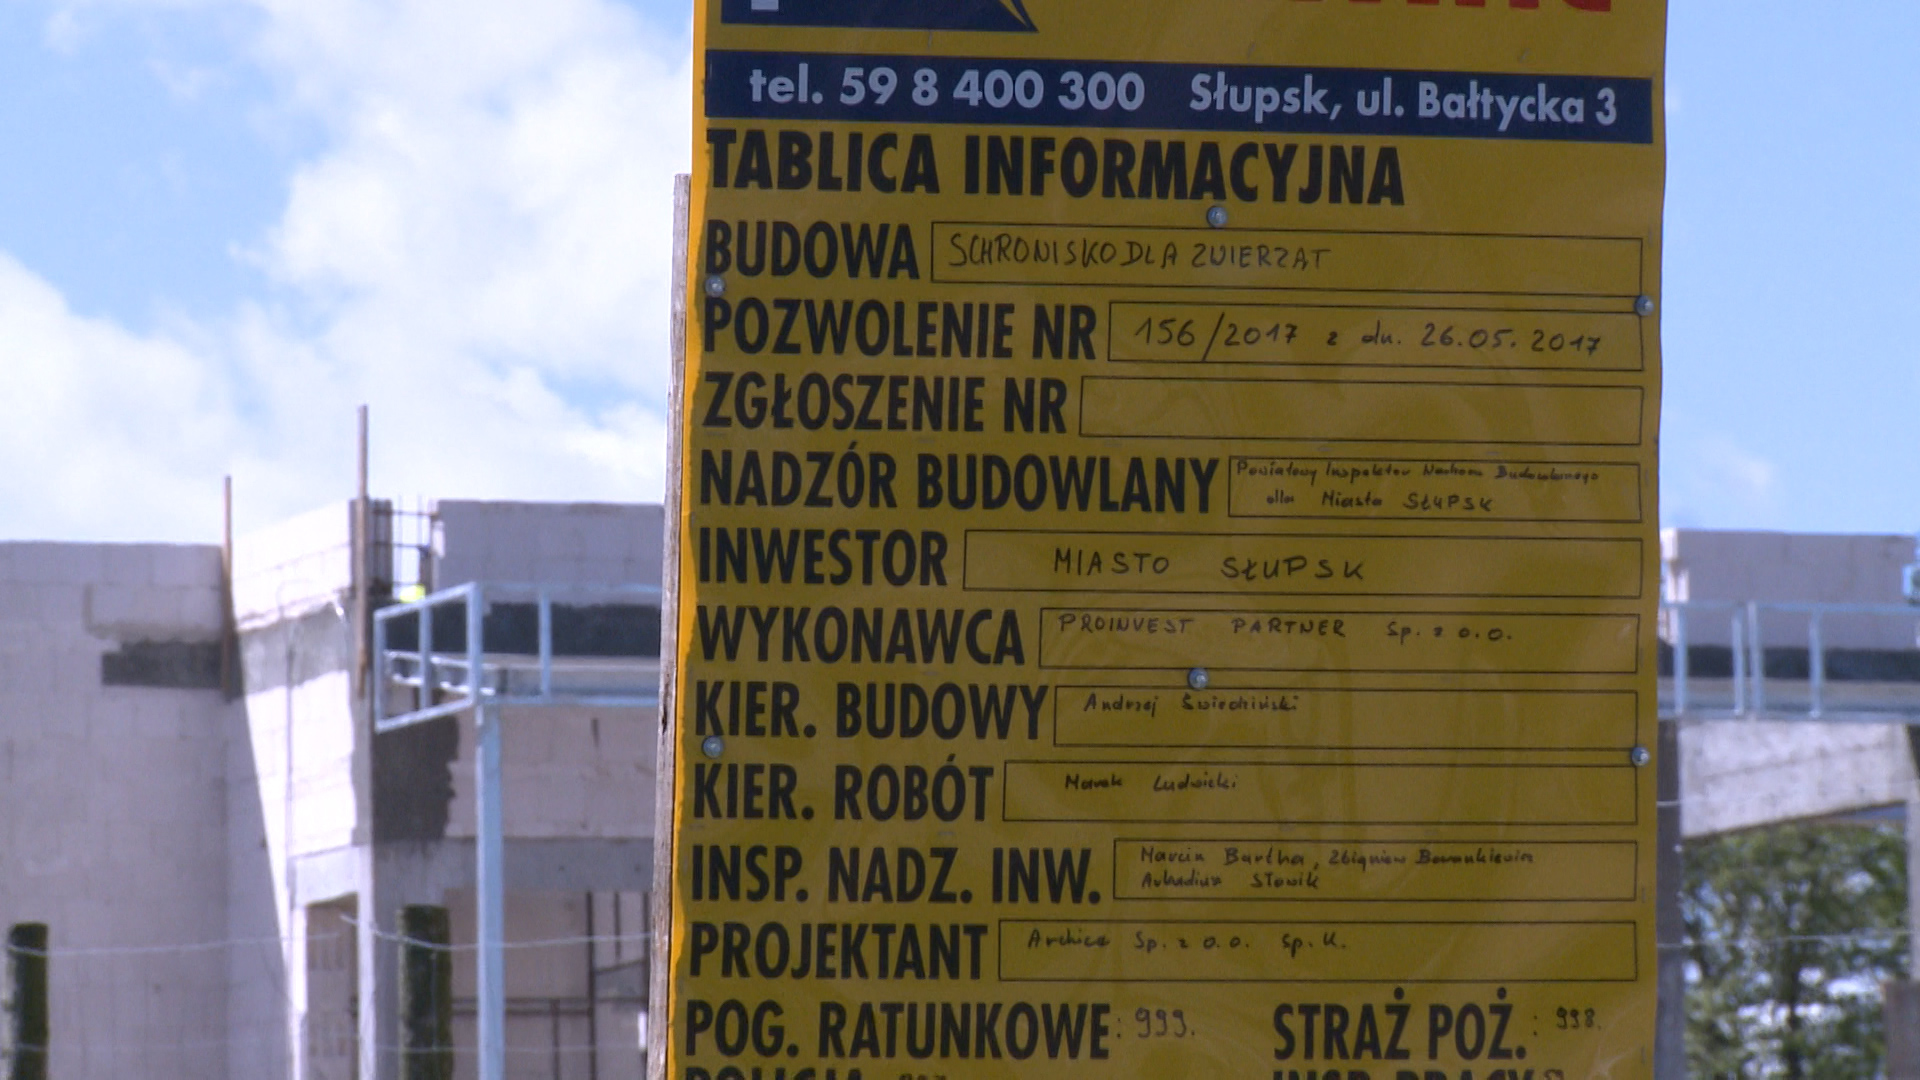 tel. 59 8 400 300 Słupsk, ul. Bałtycka 3
TABLICA INFORMACYJNA
BUDOWA SCHRONISKO DLA ZWIERZĄT
POZWOLENIE NR 156/2017 z dn. 26.05.2017
ZGŁOSZENIE NR
NADZÓR BUDOWLANY Powiatowy Inspektor Nadzoru Budowlanego
dla Miasta SŁUPSK
INWESTOR MIASTO SŁUPSK
WYKONAWCA PROINVEST PARTNER Sp. z o.o.
KIER. BUDOWY Andrzej
KIER. ROBÓT Marek Ludwicki
INSP. NADZ. INW. Marcin Bartha, Zbigniew
Arkadiusz Słowik
PROJEKTANT Sp. z o.o. Sp. K.
POG. RATUNKOWE: 999. STRAŻ POŻ.: 998.